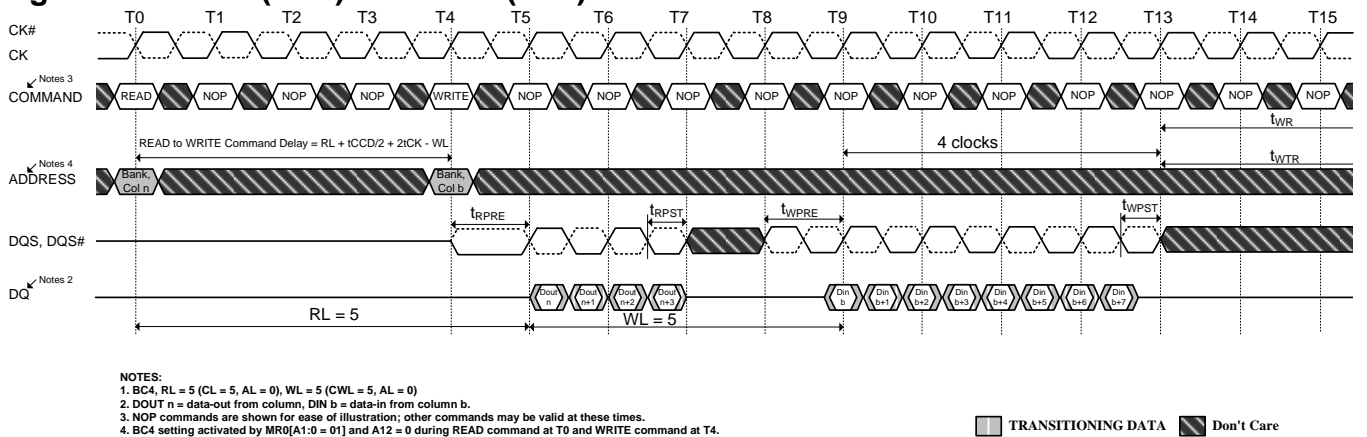 T0 T1 T2 T3 T4 T5 T6 T7 T8 T9 T10 T11 T12 T13 T14 T15
CK#
CK
Notes 3
COMMAND READ NOP NOP NOP WRITE NOP NOP NOP NOP NOP NOP NOP NOP NOP NOP NOP
tWR
READ to WRITE Command Delay = RL + tCCD/2 + 2tCK - WL
4 clocks
tWTR
Notes 4
ADDRESS Bank, Col n Bank, Col b
tRPRE tRPST tWPRE tWPST
DQS, DQS#
Notes 2
DQ Dout n Dout n+1 Dout n+2 Dout n+3 Din b Din b+1 Din b+2 Din b+3 Din b+4 Din b+5 Din b+6 Din b+7
RL = 5 WL = 5
NOTES:
1. BC4, RL = 5 (CL = 5, AL = 0), WL = 5 (CWL = 5, AL = 0)
2. DOUT n = data-out from column, DIN b = data-in from column b.
3. NOP commands are shown for ease of illustration; other commands may be valid at these times.
4. BC4 setting activated by MR0[A1:0 = 01] and A12 = 0 during READ command at T0 and WRITE command at T4.
TRANSITIONING DATA Don't Care